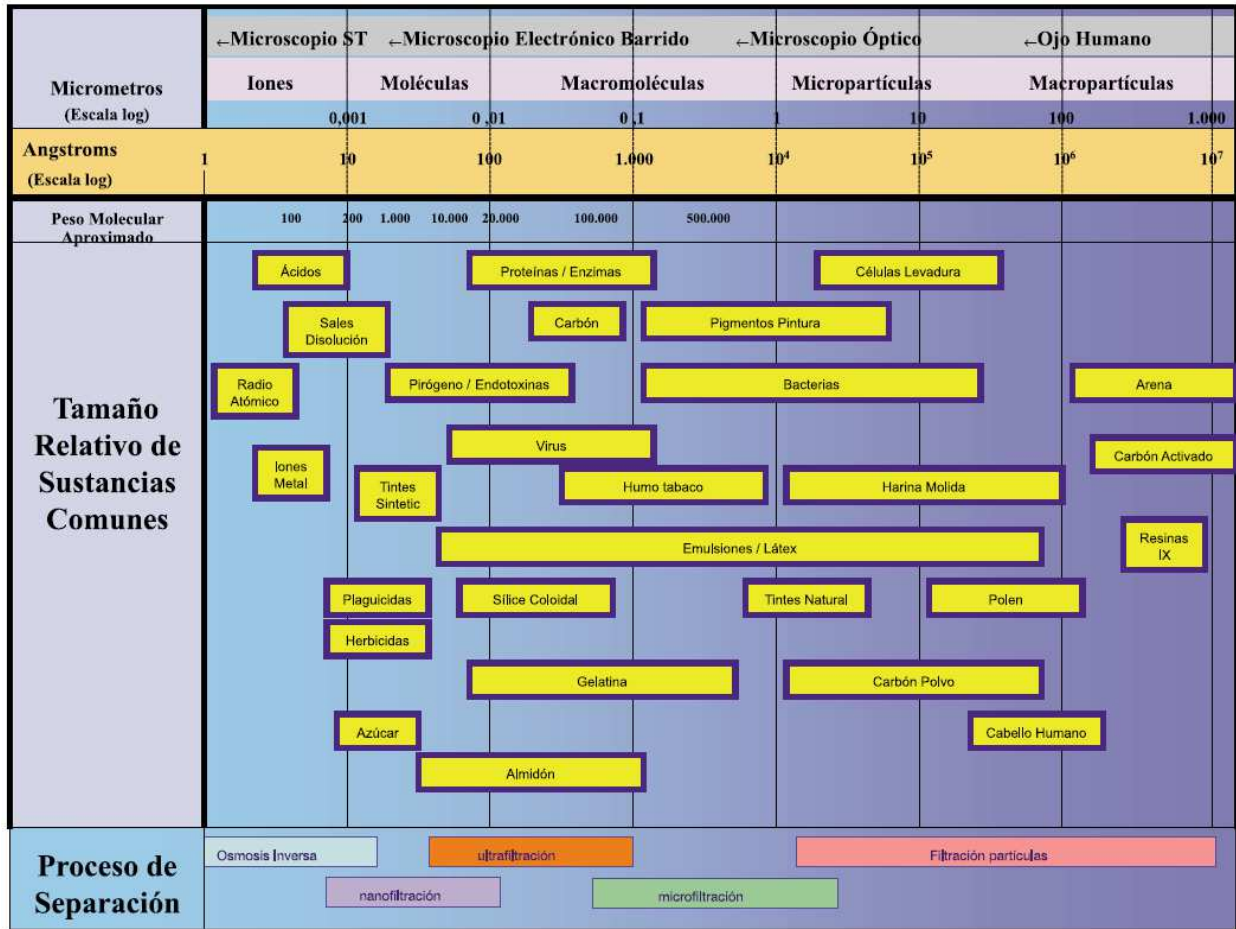 ←Microscopio ST ←Microscopio Electrónico Barrido ←Microscopio Óptico ←Ojo Humano
Iones Moléculas Macromoléculas Micropartículas Macropartículas
Micrometros
(Escala log)
0,001 0 ,01 0 ,1 1 10 100 1.000
Angstroms
(Escala log)
1 10 100 1.000 10⁴ 10⁵ 10⁶ 10⁷
Peso Molecular
Aproximado
100 200 1.000 10.000 20.000 100.000 500.000
Tamaño
Relativo de
Sustancias
Comunes
Ácidos
Proteínas / Enzimas
Células Levadura
Sales
Disolución
Carbón
Pigmentos Pintura
Radio
Atómico
Pirógeno / Endotoxinas
Bacterias
Arena
Iones
Metal
Virus
Carbón Activado
Tintes
Sintetic
Humo tabaco
Harina Molida
Emulsiones / Látex
Resinas
IX
Plaguicidas
Sílice Coloidal
Tintes Natural
Polen
Herbicidas
Gelatina
Carbón Polvo
Azúcar
Cabello Humano
Almidón
Proceso de
Separación
Osmosis Inversa
ultrafiltración
Filtración partículas
nanofiltración
microfiltración